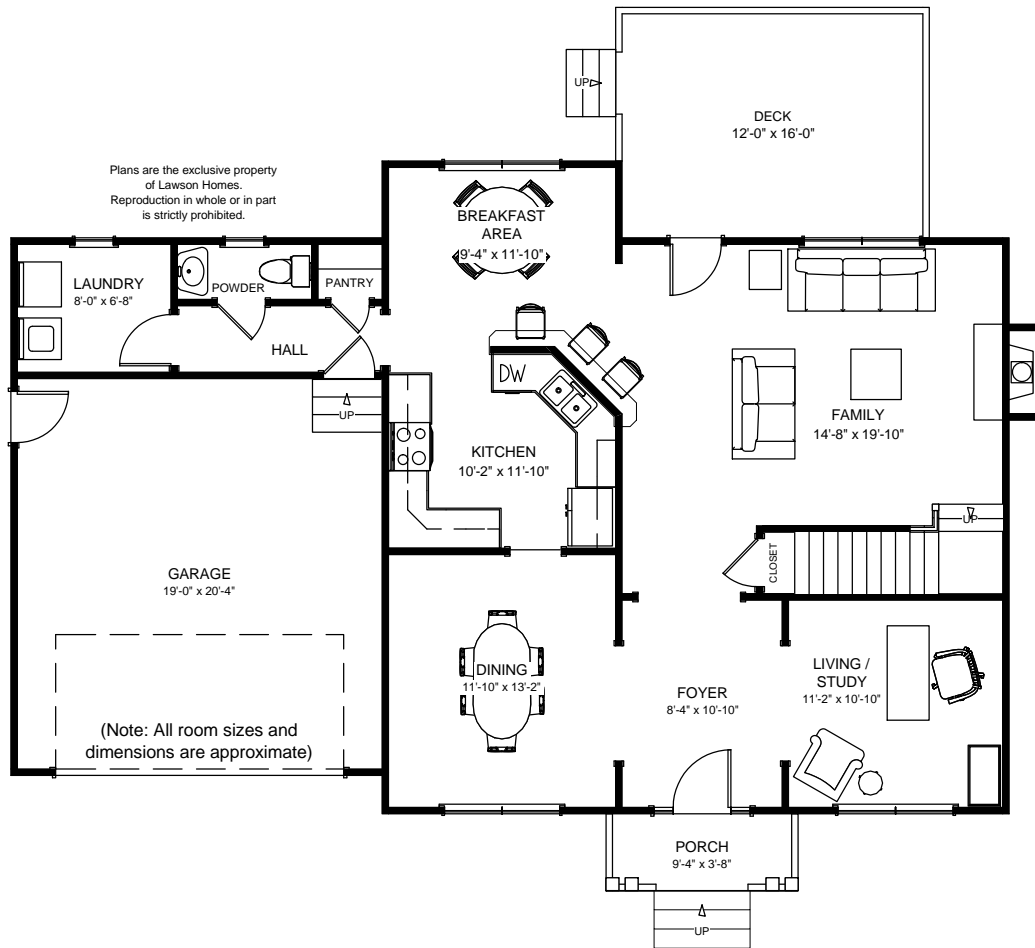 UP
DECK
12'-0" x 16'-0"
Plans are the exclusive property
of Lawson Homes.
Reproduction in whole or in part
is strictly prohibited.
BREAKFAST
AREA
9'-4" x 11'-10"
LAUNDRY
8'-0" x 6'-8"
POWDER
PANTRY
HALL
UP
DW
KITCHEN
10'-2" x 11'-10"
FAMILY
14'-8" x 19'-10"
UP
CLOSET
GARAGE
19'-0" x 20'-4"
(Note: All room sizes and
dimensions are approximate)
DINING
11'-10" x 13'-2"
FOYER
8'-4" x 10'-10"
LIVING /
STUDY
11'-2" x 10'-10"
PORCH
9'-4" x 3'-8"
UP